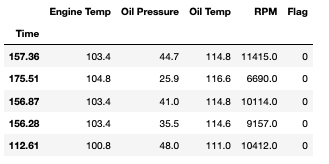 Engine Temp Oil Pressure Oil Temp RPM Flag
Time
157.36 103.4 44.7 114.8 11415.0 0
175.51 104.8 25.9 116.6 6690.0 0
156.87 103.4 41.0 114.8 10114.0 0
156.28 103.4 35.5 114.6 9157.0 0
112.61 100.8 48.0 111.0 10412.0 0